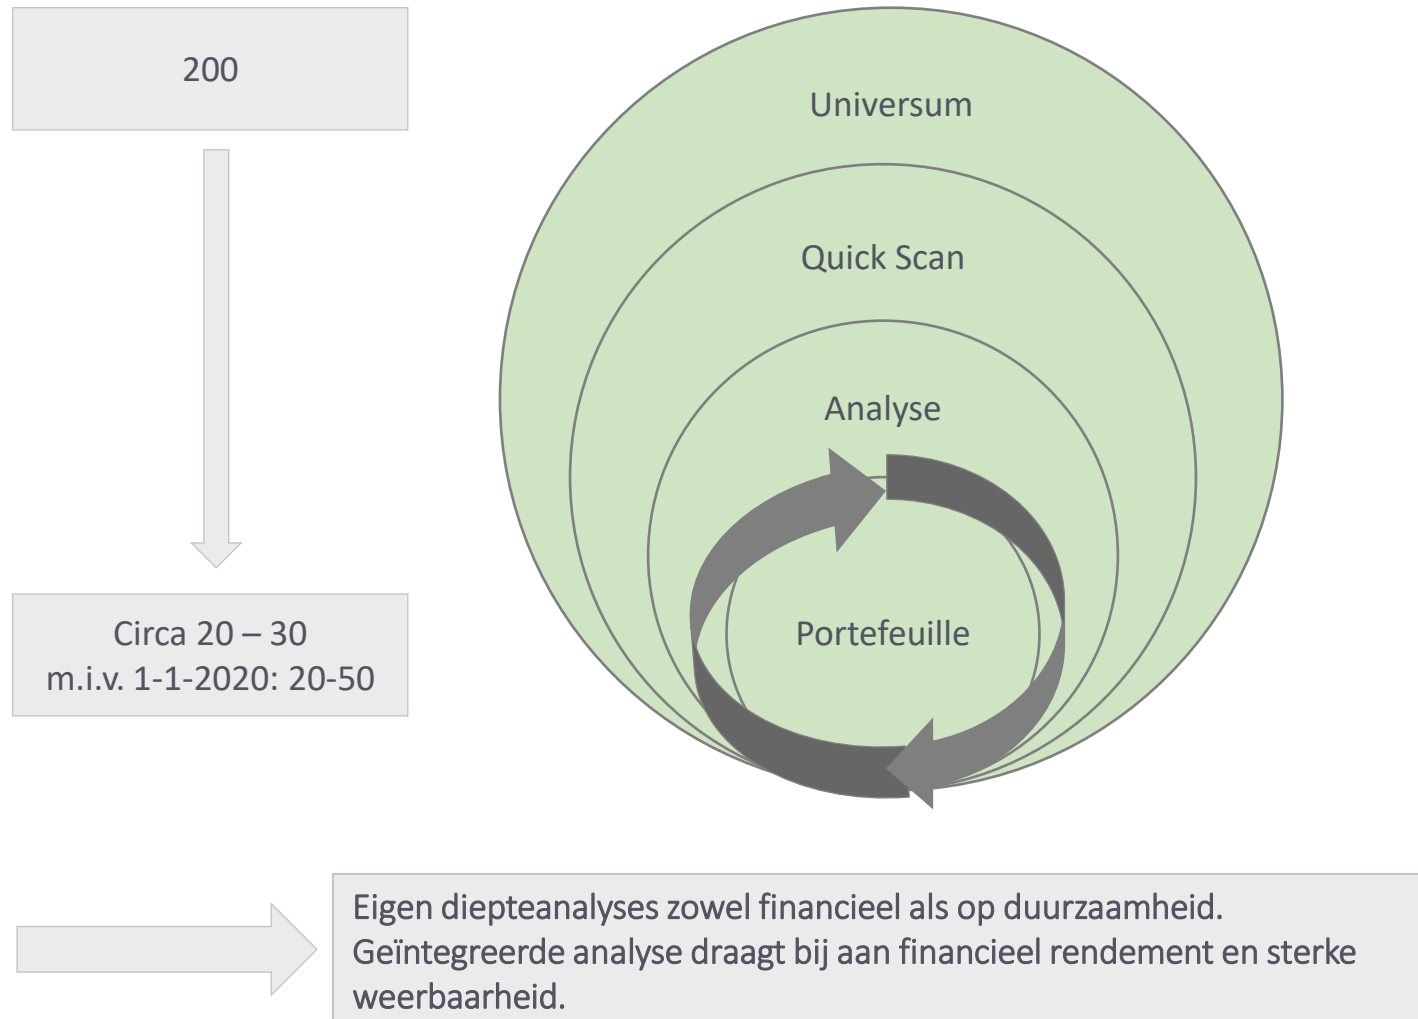 200
Universum
Quick Scan
Analyse
Portefeuille
Circa 20 – 30
m.i.v. 1-1-2020: 20-50
Eigen diepteanalyses zowel financieel als op duurzaamheid.
Geïntegreerde analyse draagt bij aan financieel rendement en sterke
weerbaarheid.